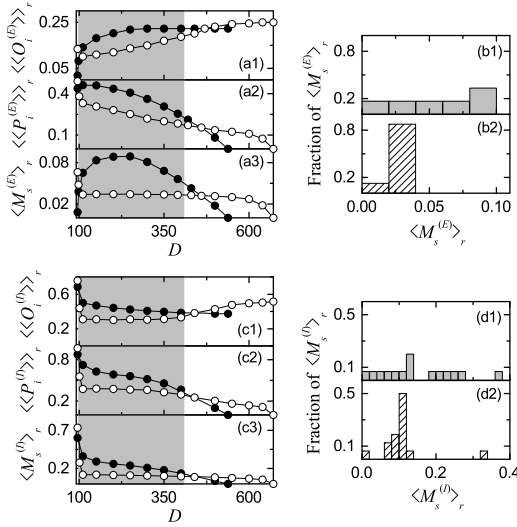 0.25
0.05
⟨⟨O_i^(E)⟩⟩_r
(a1)
0.4
0.1
⟨⟨P_i^(E)⟩⟩_r
(a2)
0.08
0.02
⟨M_s^(E)⟩_r
(a3)
100 350 600
D
0.8
0.2
(b1)
0.8
0.2
(b2)
Fraction of ⟨M_s^(E)⟩_r
0.00 0.05 0.10
⟨M_s^(E)⟩_r
0.6
0.2
⟨⟨O_i^(I)⟩⟩_r
(c1)
0.8
0.2
⟨⟨P_i^(I)⟩⟩_r
(c2)
0.7
0.2
⟨M_s^(I)⟩_r
(c3)
100 350 600
D
0.5
0.1
(d1)
0.5
0.1
(d2)
Fraction of ⟨M_s^(I)⟩_r
0.0 0.2 0.4
⟨M_s^(I)⟩_r